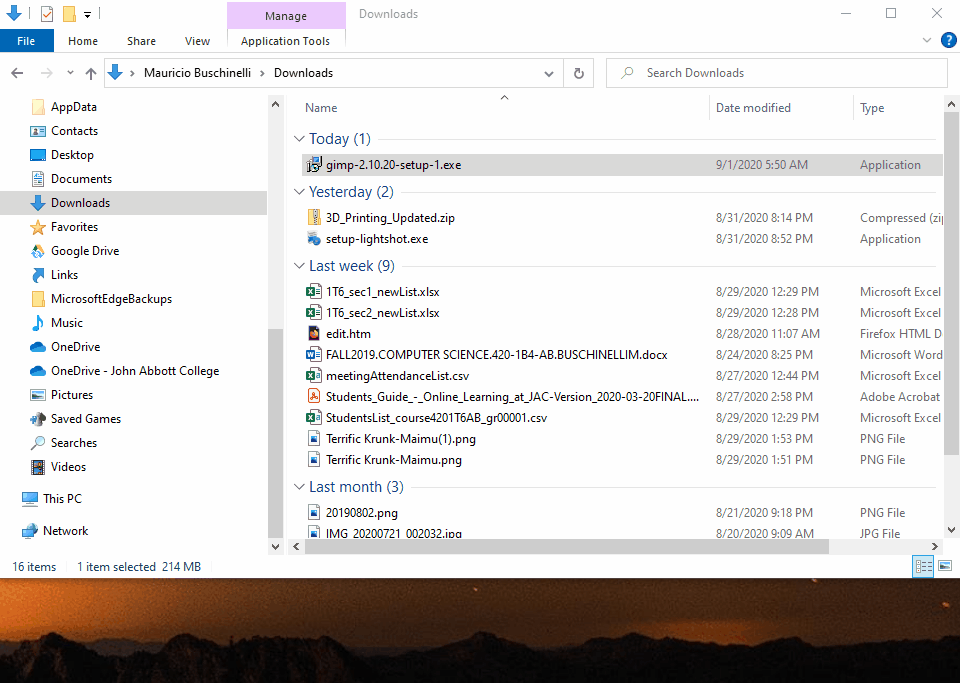 Manage Downloads
File Home Share View Application Tools
Mauricio Buschinelli > Downloads Search Downloads
AppData
Contacts
Desktop
Documents
Downloads
Favorites
Google Drive
Links
MicrosoftEdgeBackups
Music
OneDrive
OneDrive - John Abbott College
Pictures
Saved Games
Searches
Videos
This PC
Network
Name Date modified Type
Today (1)
gimp-2.10.20-setup-1.exe 9/1/2020 5:50 AM Application
Yesterday (2)
3D_Printing_Updated.zip 8/31/2020 8:14 PM Compressed (zip
setup-lightshot.exe 8/31/2020 8:52 PM Application
Last week (9)
1T6_sec1_newList.xlsx 8/29/2020 12:29 PM Microsoft Excel
1T6_sec2_newList.xlsx 8/29/2020 12:28 PM Microsoft Excel
edit.htm 8/28/2020 11:07 AM Firefox HTML D
FALL2019.COMPUTER SCIENCE.420-1B4-AB.BUSCHINELLIM.docx 8/24/2020 8:25 PM Microsoft Word
meetingAttendanceList.csv 8/27/2020 12:44 PM Microsoft Excel
Students_Guide_-_Online_Learning_at_JAC-Version_2020-03-20FINAL.... 8/27/2020 2:58 PM Adobe Acrobat
StudentsList_course4201T6AB_gr00001.csv 8/29/2020 12:29 PM Microsoft Excel
Terrific Krunk-Maimu(1).png 8/29/2020 1:53 PM PNG File
Terrific Krunk-Maimu.png 8/29/2020 1:51 PM PNG File
Last month (3)
20190802.png 8/21/2020 9:18 PM PNG File
IMG_20200721_002032.jpg 8/20/2020 9:09 AM JPG File
16 items 1 item selected 214 MB